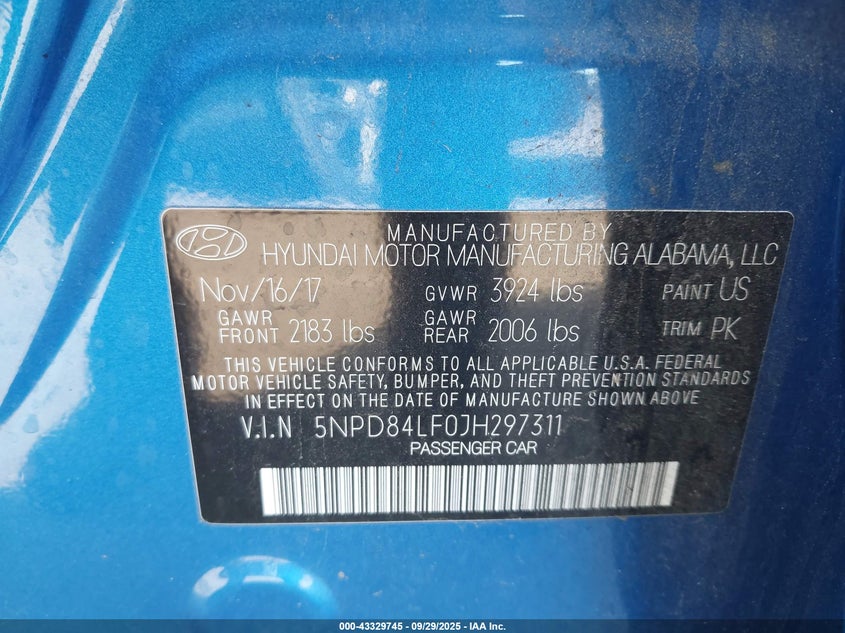 MANUFACTURED BY
HYUNDAI MOTOR MANUFACTURING ALABAMA, LLC
Nov/16/17 GVWR 3924 lbs PAINT US
GAWR FRONT 2183 lbs GAWR REAR 2006 lbs TRIM PK
THIS VEHICLE CONFORMS TO ALL APPLICABLE U.S.A. FEDERAL
MOTOR VEHICLE SAFETY, BUMPER, AND THEFT PREVENTION STANDARDS
IN EFFECT ON THE DATE OF MANUFACTURE SHOWN ABOVE
V.I.N 5NPD84LF0JH297311
PASSENGER CAR
000-43329745 - 09/29/2025 - IAA Inc.